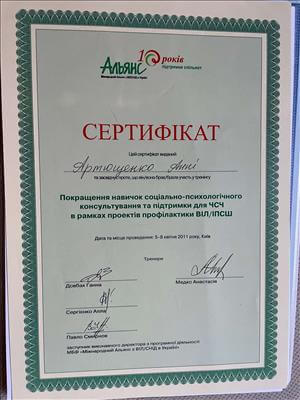 Альянс 10 років
підтримки спільнот
Міжнародний Альянс з ВІЛ/СНІД в Україні
СЕРТИФІКАТ
Цей сертифікат виданий
Артюшенко Анні
та засвідчує про те, що він/вона брав/брала участь у тренінгу
Покращення навичок соціально-психологічного
консультування та підтримки для ЧСЧ
в рамках проектів профілактики ВІЛ/ІПСШ
Дата та місце проведення: 5–8 квітня 2011 року, Київ
Тренери
Довбах Ганна
Медко Анастасія
Сергієнко Алла
Павло Смирнов
заступник виконавчого директора з програмної діяльності
МБФ «Міжнародний Альянс з ВІЛ/СНІД в Україні»